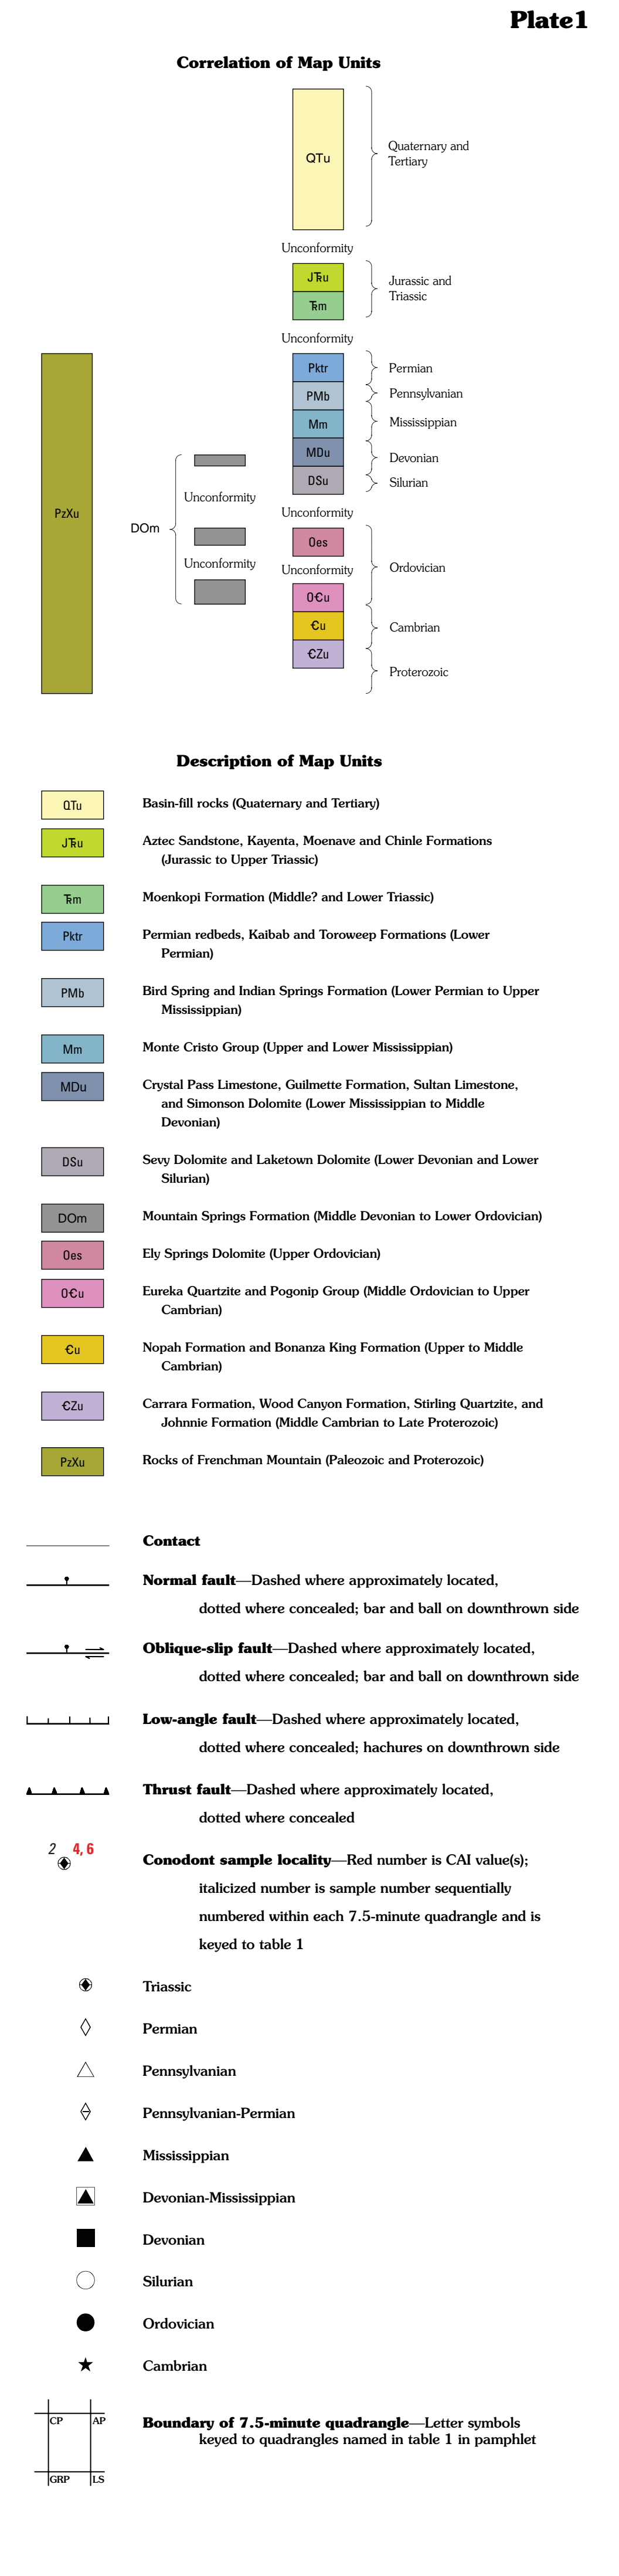 Plate1
Correlation of Map Units
QTu
Quaternary and
Tertiary
Unconformity
JTRu
Jurassic and
Triassic
TRm
Unconformity
PzXu
Pktr
Permian
PMb
Pennsylvanian
Mm
Mississippian
MDu
Devonian
DSu
Silurian
DOm
Unconformity
Unconformity
Unconformity
Oes
Unconformity
Ordovician
OЄu
Єu
Cambrian
ЄZu
Proterozoic
Description of Map Units
QTu
Basin-fill rocks (Quaternary and Tertiary)
JTRu
Aztec Sandstone, Kayenta, Moenave and Chinle Formations
(Jurassic to Upper Triassic)
TRm
Moenkopi Formation (Middle? and Lower Triassic)
Pktr
Permian redbeds, Kaibab and Toroweep Formations (Lower
Permian)
PMb
Bird Spring and Indian Springs Formation (Lower Permian to Upper
Mississippian)
Mm
Monte Cristo Group (Upper and Lower Mississippian)
MDu
Crystal Pass Limestone, Guilmette Formation, Sultan Limestone,
and Simonson Dolomite (Lower Mississippian to Middle
Devonian)
DSu
Sevy Dolomite and Laketown Dolomite (Lower Devonian and Lower
Silurian)
DOm
Mountain Springs Formation (Middle Devonian to Lower Ordovician)
Oes
Ely Springs Dolomite (Upper Ordovician)
OЄu
Eureka Quartzite and Pogonip Group (Middle Ordovician to Upper
Cambrian)
Єu
Nopah Formation and Bonanza King Formation (Upper to Middle
Cambrian)
ЄZu
Carrara Formation, Wood Canyon Formation, Stirling Quartzite, and
Johnnie Formation (Middle Cambrian to Late Proterozoic)
PzXu
Rocks of Frenchman Mountain (Paleozoic and Proterozoic)
Contact
Normal fault—Dashed where approximately located,
dotted where concealed; bar and ball on downthrown side
Oblique-slip fault—Dashed where approximately located,
dotted where concealed; bar and ball on downthrown side
Low-angle fault—Dashed where approximately located,
dotted where concealed; hachures on downthrown side
Thrust fault—Dashed where approximately located,
dotted where concealed
2 4, 6
Conodont sample locality—Red number is CAI value(s);
italicized number is sample number sequentially
numbered within each 7.5-minute quadrangle and is
keyed to table 1
Triassic
Permian
Pennsylvanian
Pennsylvanian-Permian
Mississippian
Devonian-Mississippian
Devonian
Silurian
Ordovician
Cambrian
CP AP
GRP LS
Boundary of 7.5-minute quadrangle—Letter symbols
keyed to quadrangles named in table 1 in pamphlet